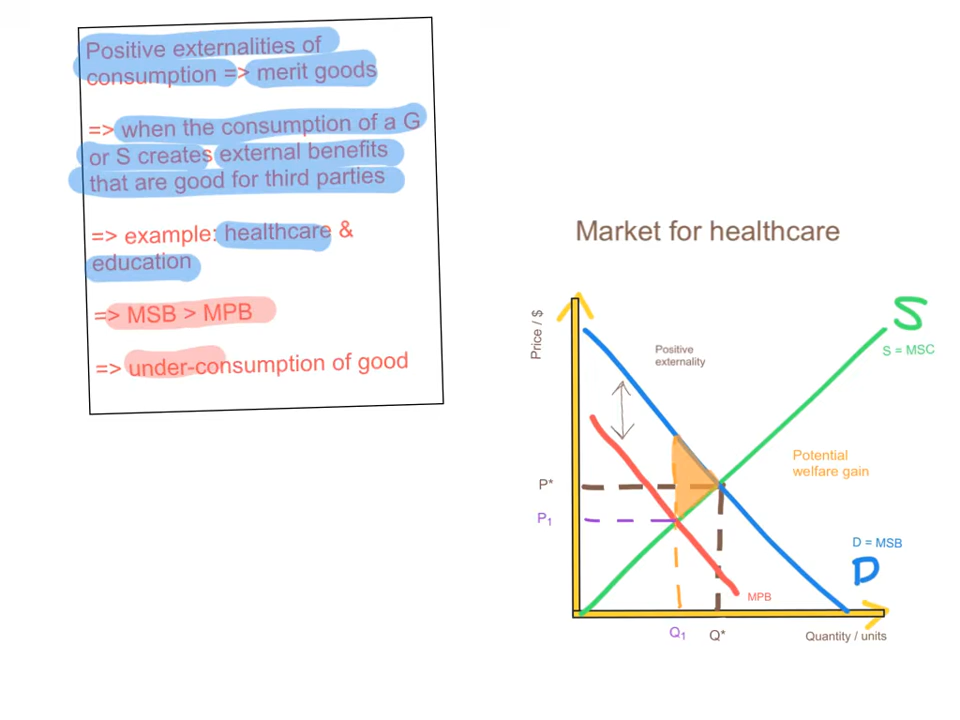 Positive externalities of
consumption => merit goods
=> when the consumption of a G
or S creates external benefits
that are good for third parties
=> example: healthcare &
education
=> MSB > MPB
=> under-consumption of good
Market for healthcare
Price / $
S
S = MSC
Positive
externality
Potential
welfare gain
P*
P1
D = MSB
D
MPB
Q1
Q*
Quantity / units